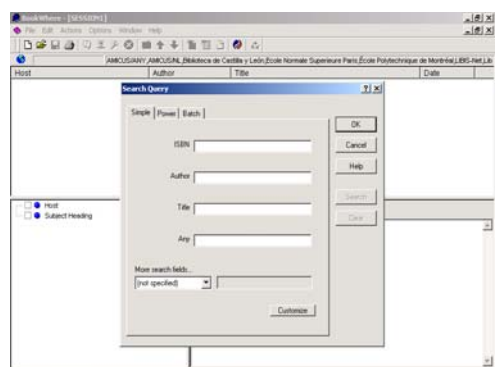 BookWhere - [SESSION1]
File Edit Actions Options Window Help
AMICUS/ANY,AMICUS/NL,Biblioteca de Castilla y León,École Normale Superieure Paris,École Polytechnique de Montréal,LIBIS-Net,Lib
Host Author Title Date
Search Query
Simple Power Batch
ISBN
Author
Title
Any
More search fields...
(not specified)
Customize
OK
Cancel
Help
Search
Clear
Host
Subject Heading